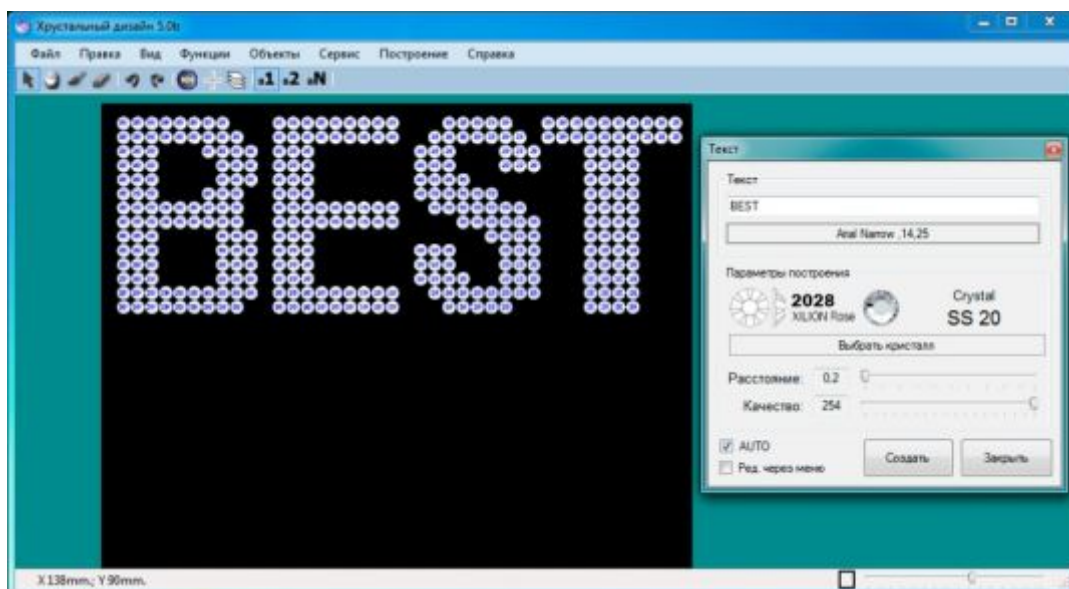 Хрустальный дизайн 5.0b
Файл Правка Вид Функции Объекты Сервис Построение Справка
1 2 N
BEST
Текст
Текст
BEST
Arial Narrow ,14,25
Параметры построения
2028
XILION Rose
Crystal
SS 20
Выбрать кристалл
Расстояние: 0.2
Качество: 254
AUTO
Ред. через меню
Создать
Закрыть
X 138mm.; Y 90mm.